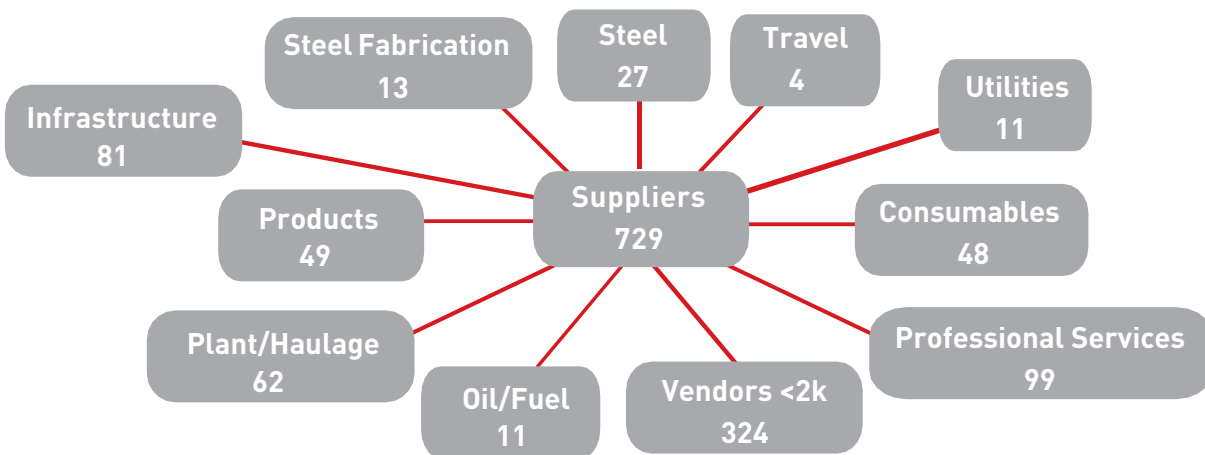 Steel Fabrication
13
Steel
27
Travel
4
Utilities
11
Infrastructure
81
Suppliers
729
Products
49
Consumables
48
Plant/Haulage
62
Oil/Fuel
11
Vendors <2k
324
Professional Services
99